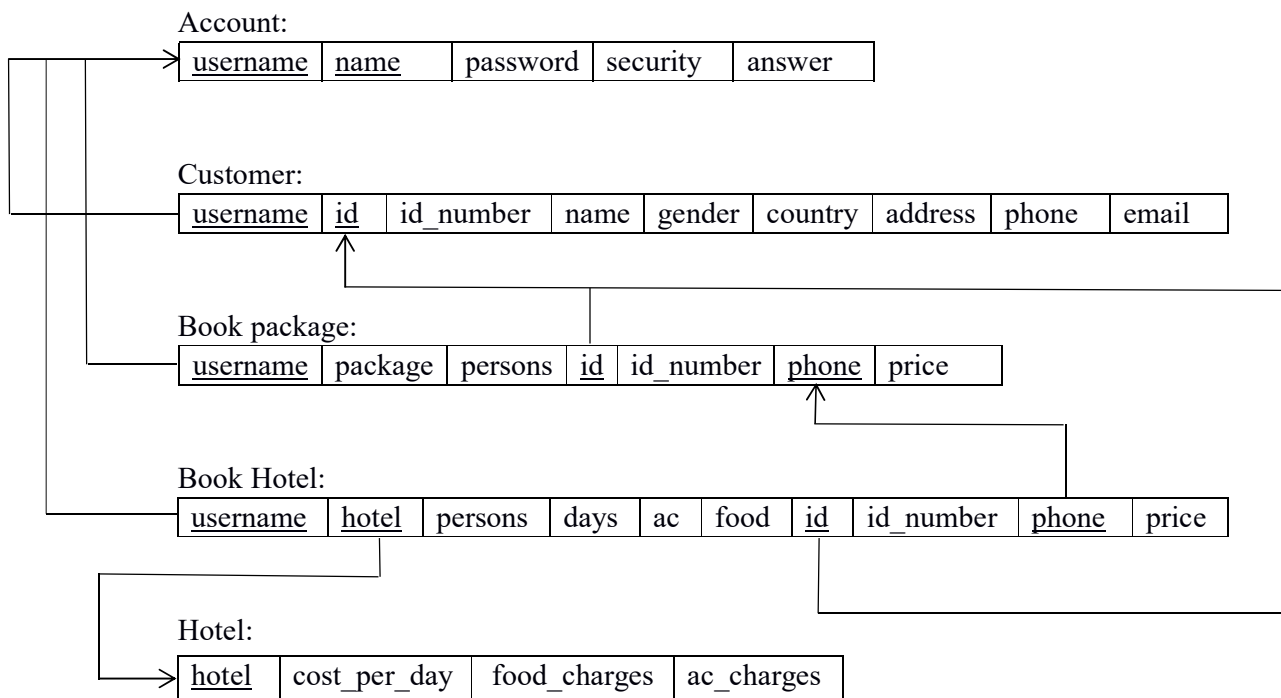 Account:
username name password security answer
Customer:
username id id_number name gender country address phone email
Book package:
username package persons id id_number phone price
Book Hotel:
username hotel persons days ac food id id_number phone price
Hotel:
hotel cost_per_day food_charges ac_charges